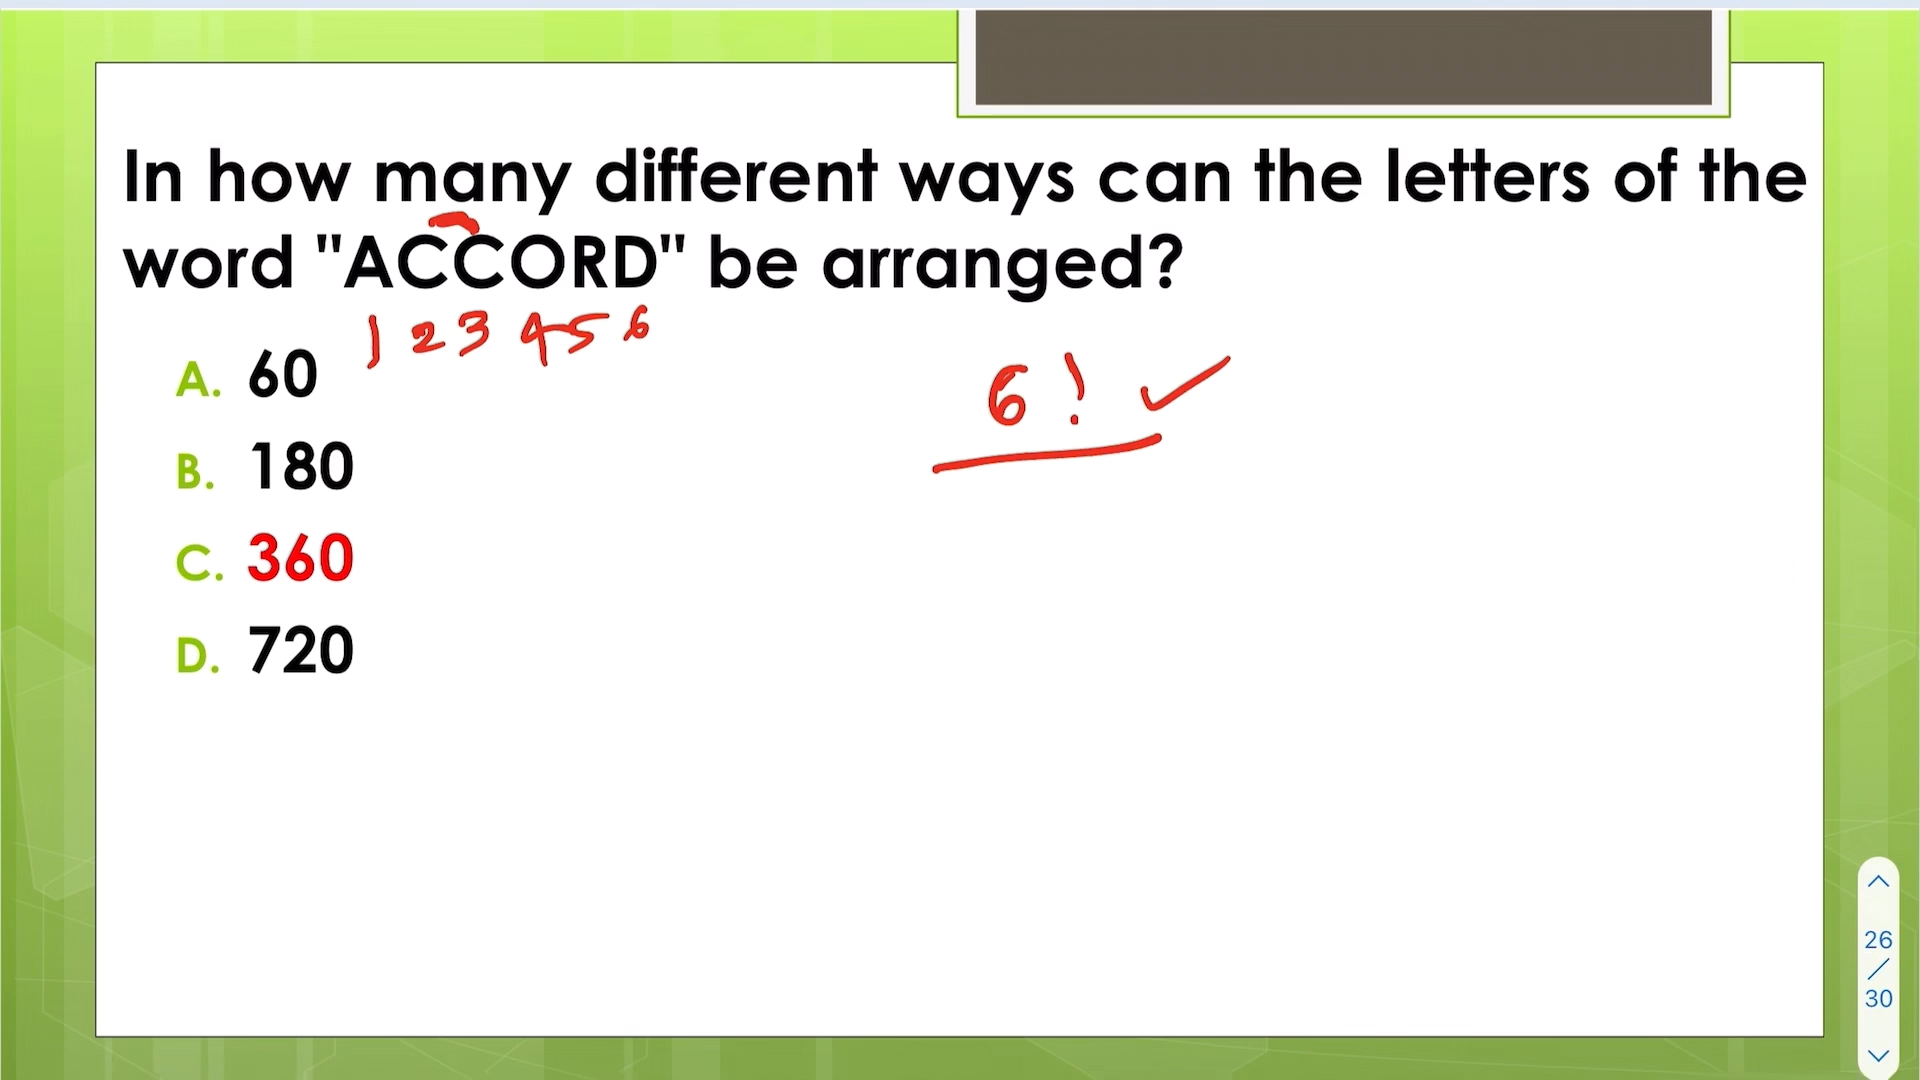 In how many different ways can the letters of the
word "ACCORD" be arranged?
1 2 3 4 5 6
A. 60
6!
B. 180
C. 360
D. 720
26
/
30